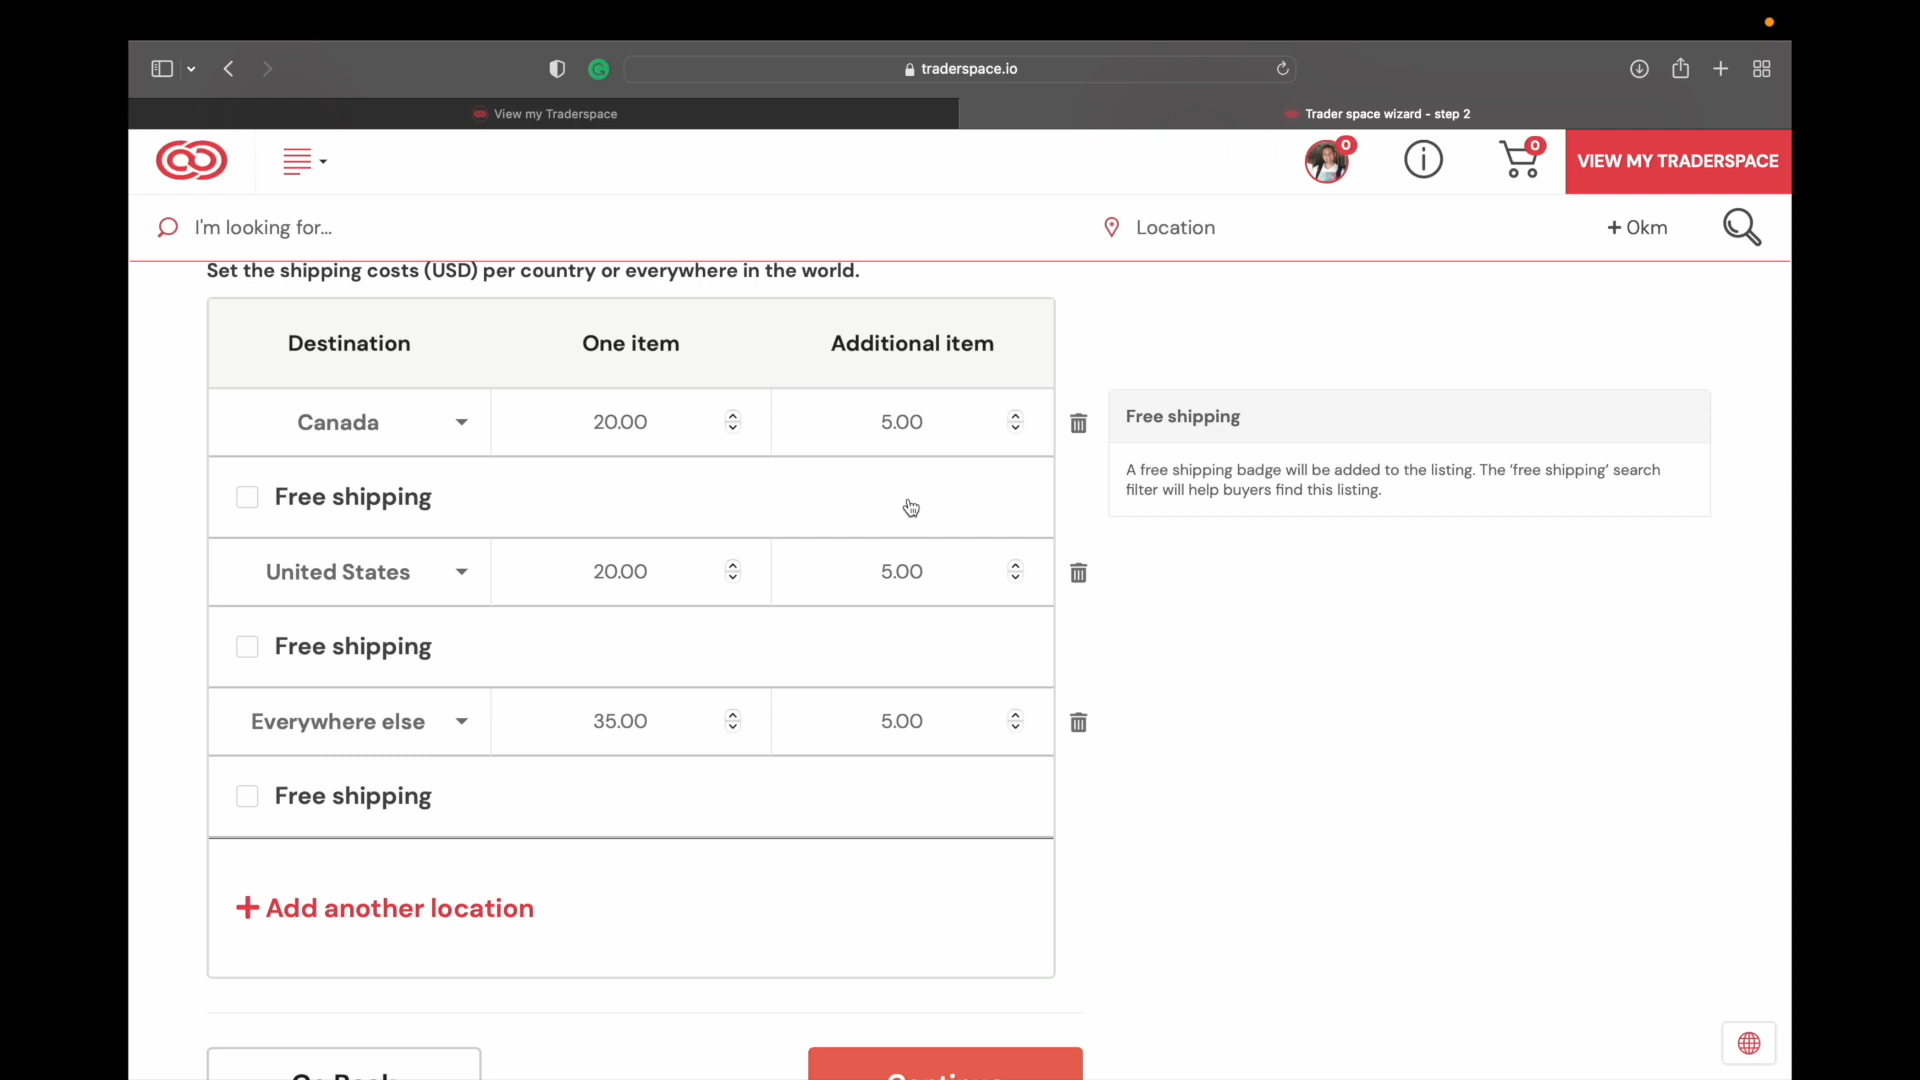 traderspace.io
View my Traderspace
Trader space wizard - step 2
0
0
VIEW MY TRADERSPACE
I'm looking for...
Location
+ 0km
Set the shipping costs (USD) per country or everywhere in the world.
Destination One item Additional item
Canada 20.00 5.00
Free shipping
United States 20.00 5.00
Free shipping
Everywhere else 35.00 5.00
Free shipping
+ Add another location
Free shipping
A free shipping badge will be added to the listing. The 'free shipping' search
filter will help buyers find this listing.
Go Back
Continue